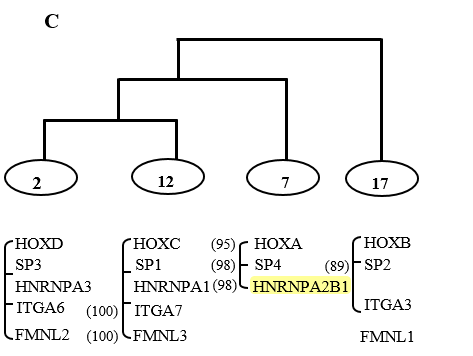 C
2 12 7 17
HOXD HOXC (95) HOXA HOXB
SP3 SP1 (98) SP4 (89) SP2
HNRNPA3 HNRNPA1 (98) HNRNPA2B1
ITGA6 (100) ITGA7 ITGA3
FMNL2 (100) FMNL3 FMNL1